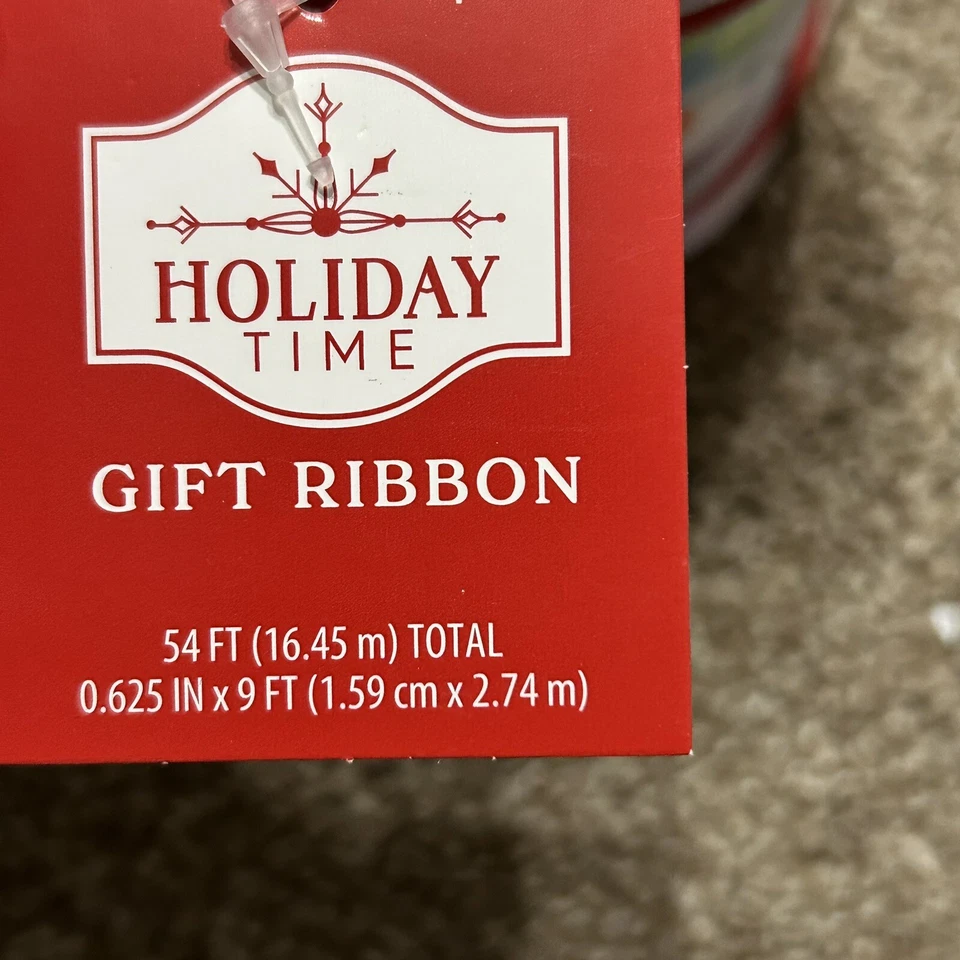 HOLIDAY
TIME
GIFT RIBBON
54 FT (16.45 m) TOTAL
0.625 IN x 9 FT (1.59 cm x 2.74 m)